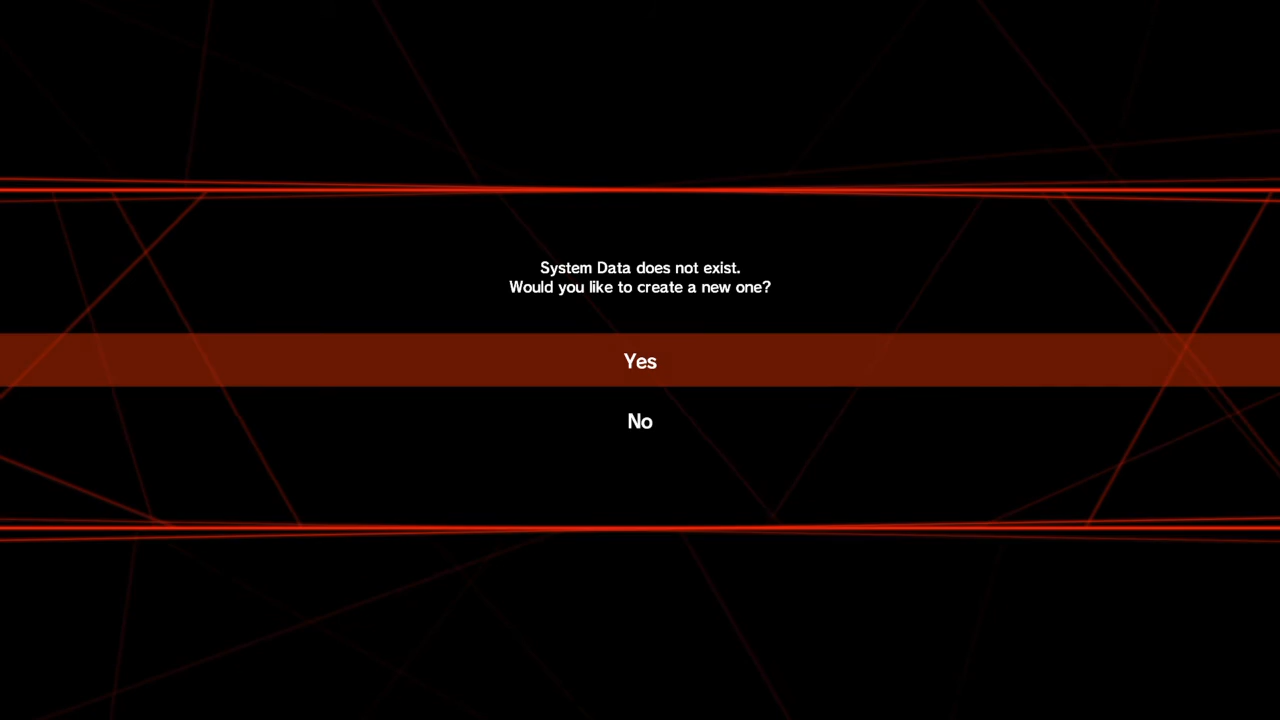 System Data does not exist.
Would you like to create a new one?
Yes
No